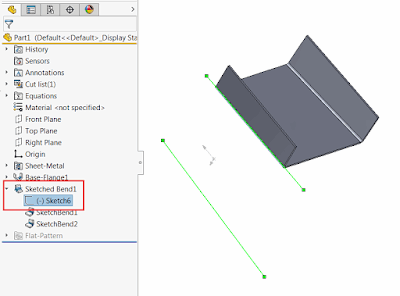 Part1 (Default<<Default>_Display Sta
History
Sensors
Annotations
Cut list(1)
Equations
Material <not specified>
Front Plane
Top Plane
Right Plane
Origin
Sheet-Metal
Base-Flange1
Sketched Bend1
(-) Sketch6
SketchBend1
SketchBend2
Flat-Pattern